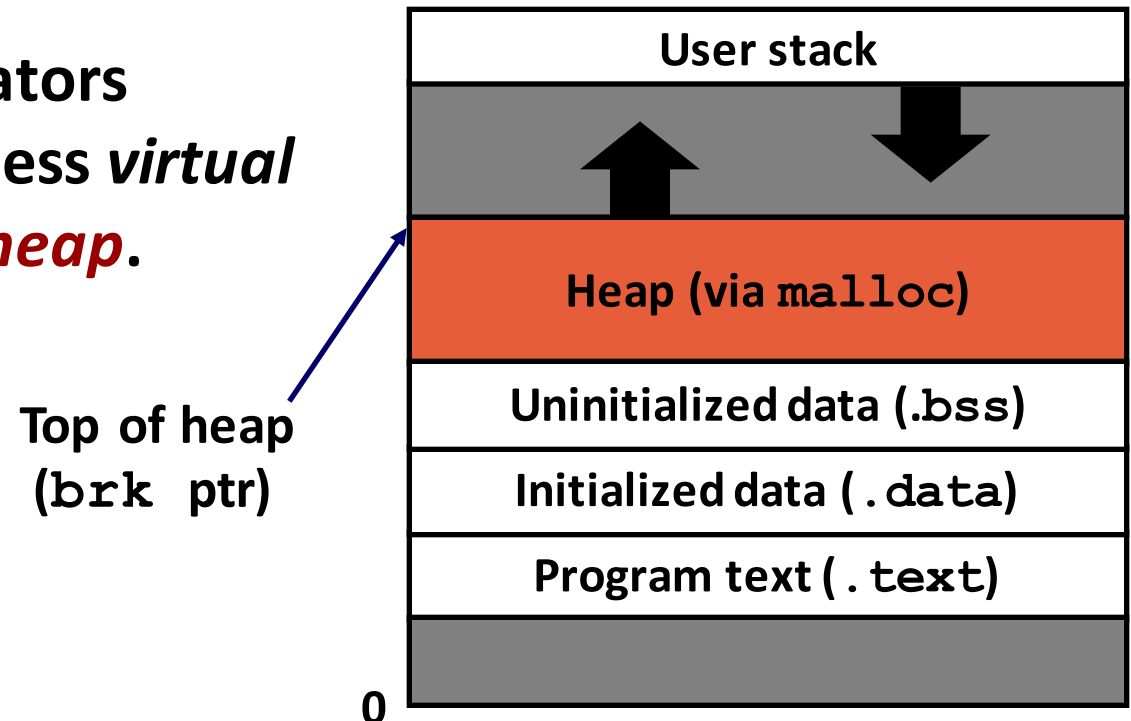 ators
ess virtual
heap.
Top of heap
(brk ptr)
User stack
Heap (via malloc)
Uninitialized data (.bss)
Initialized data (.data)
Program text (.text)
0